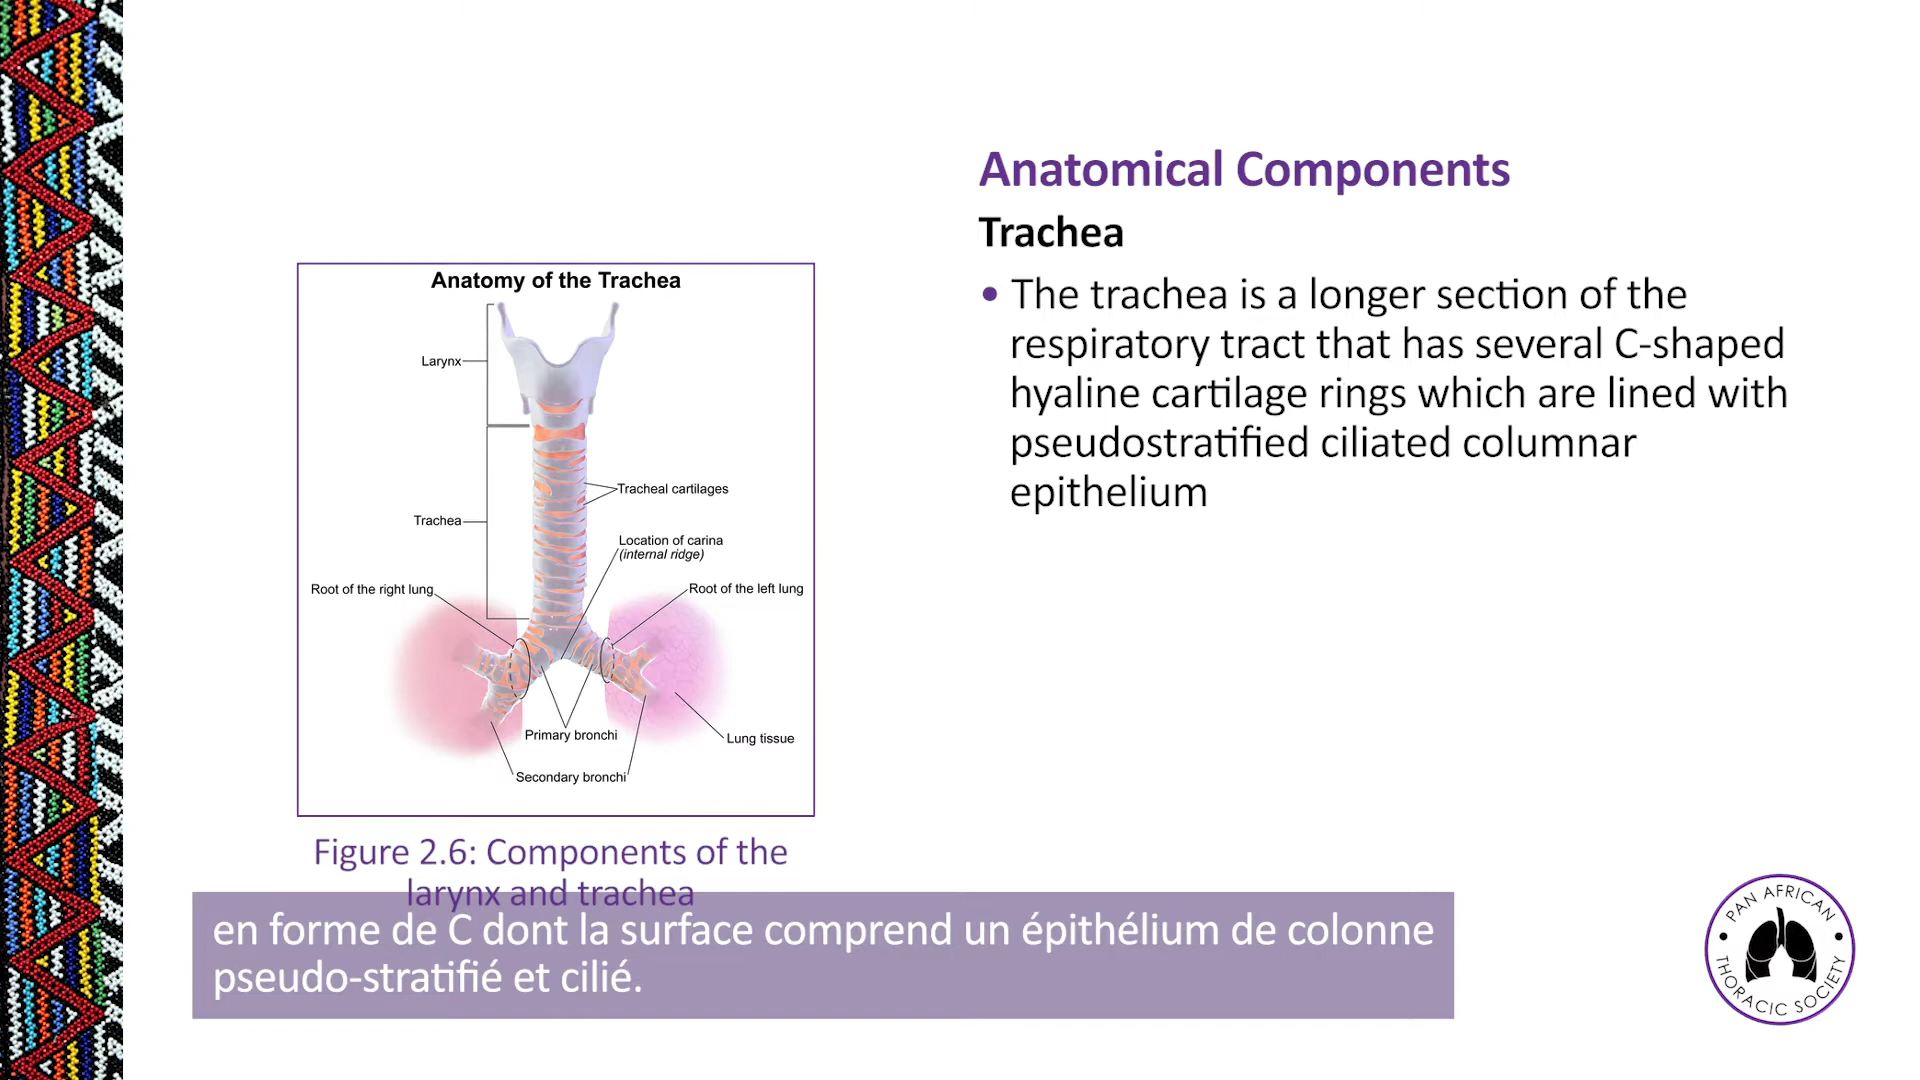 Anatomical Components
Trachea
• The trachea is a longer section of the
respiratory tract that has several C-shaped
hyaline cartilage rings which are lined with
pseudostratified ciliated columnar
epithelium
Anatomy of the Trachea
Larynx
Tracheal cartilages
Trachea
Location of carina
(internal ridge)
Root of the right lung
Root of the left lung
Primary bronchi
Lung tissue
Secondary bronchi
Figure 2.6: Components of the
larynx and trachea
en forme de C dont la surface comprend un épithélium de colonne
pseudo-stratifié et cilié.
PAN AFRICAN
THORACIC SOCIETY